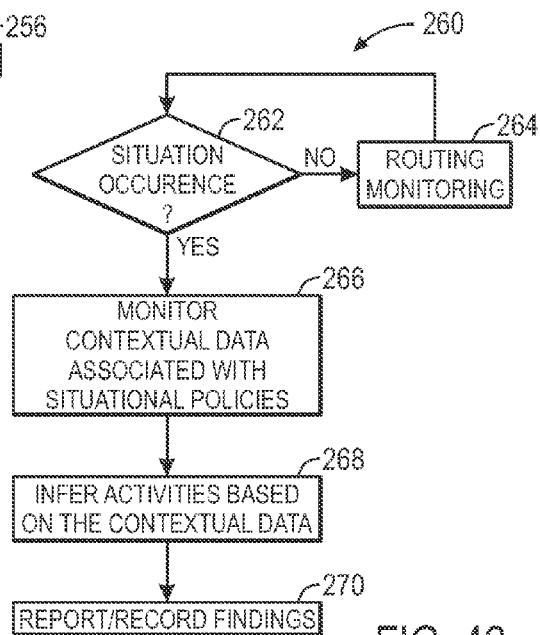 256
260
262
SITUATION
OCCURENCE
?
NO
264
ROUTING
MONITORING
YES
266
MONITOR
CONTEXTUAL DATA
ASSOCIATED WITH
SITUATIONAL POLICIES
268
INFER ACTIVITIES BASED
ON THE CONTEXTUAL DATA
270
REPORT/RECORD FINDINGS
FIG.